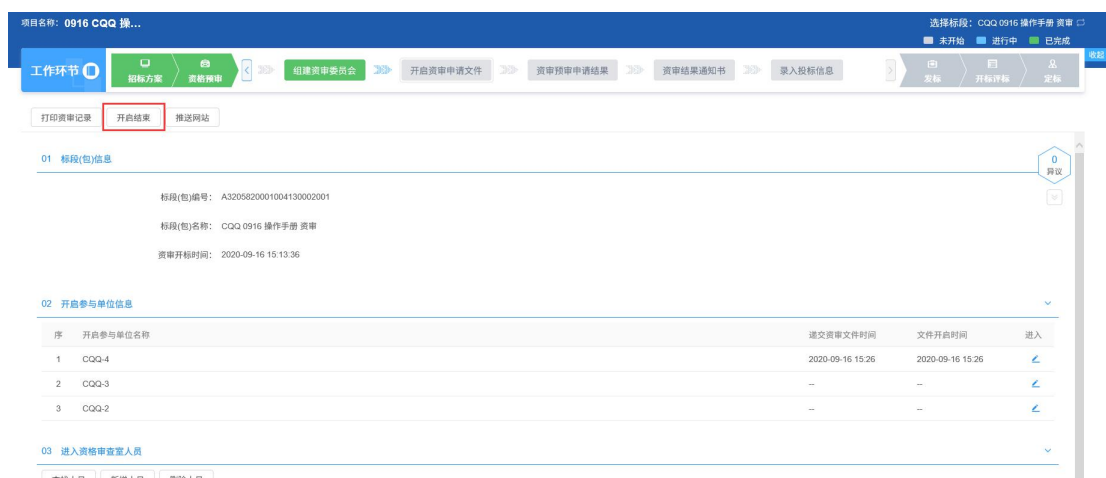 项目名称: 0916 CQQ 操...
选择标段: CQQ 0916 操作手册 资审
未开始 进行中 已完成
收起
工作环节 招标方案 资格预审 组建资审委员会 开启资审申请文件 资审预审申请结果 资审结果通知书 录入投标信息 发标 开标评标 定标
打印资审记录 开启结束 推送网站
01 标段(包)信息
0
异议
标段(包)编号: A3205820001004130002001
标段(包)名称: CQQ 0916 操作手册 资审
资审开标时间: 2020-09-16 15:13:36
02 开启参与单位信息
序 开启参与单位名称 递交资审文件时间 文件开启时间 进入
1 CQQ-4 2020-09-16 15:26 2020-09-16 15:26
2 CQQ-3 -- --
3 CQQ-2 -- --
03 进入资格审查室人员